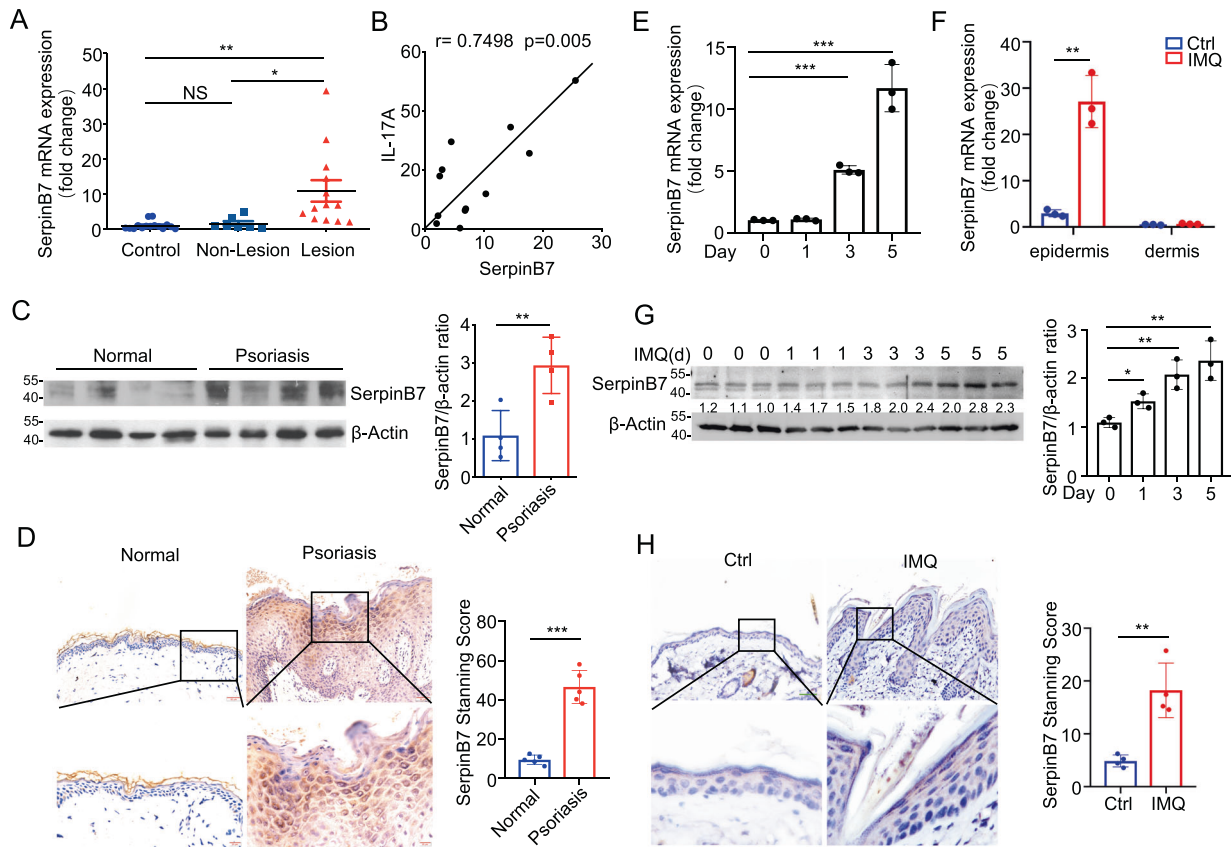 A
SerpinB7 mRNA expression
(fold change)
50
40
30
20
10
0
**
*
NS
Control Non-Lesion Lesion
B
r= 0.7498 p=0.005
IL-17A
60
40
20
0
0 10 20 30
SerpinB7
E
SerpinB7 mRNA expression
(fold change)
15
10
5
0
***
***
Day 0 1 3 5
F
SerpinB7 mRNA expression
(fold change)
40
30
20
10
0
**
Ctrl
IMQ
epidermis dermis
C
Normal Psoriasis
55
40
SerpinB7
55
40
β-Actin
SerpinB7/β-actin ratio
4
3
2
1
0
**
Normal
Psoriasis
G
IMQ(d) 0 0 0 1 1 1 3 3 3 5 5 5
SerpinB7
55
40
1.2 1.1 1.0 1.4 1.7 1.5 1.8 2.0 2.4 2.0 2.8 2.3
β-Actin
55
40
SerpinB7/β-actin ratio
3
2
1
0
*
**
**
Day 0 1 3 5
D
Normal Psoriasis
SerpinB7 Stanning Score
80
60
40
20
0
***
Normal
Psoriasis
H
Ctrl IMQ
SerpinB7 Stanning Score
30
20
10
0
**
Ctrl IMQ